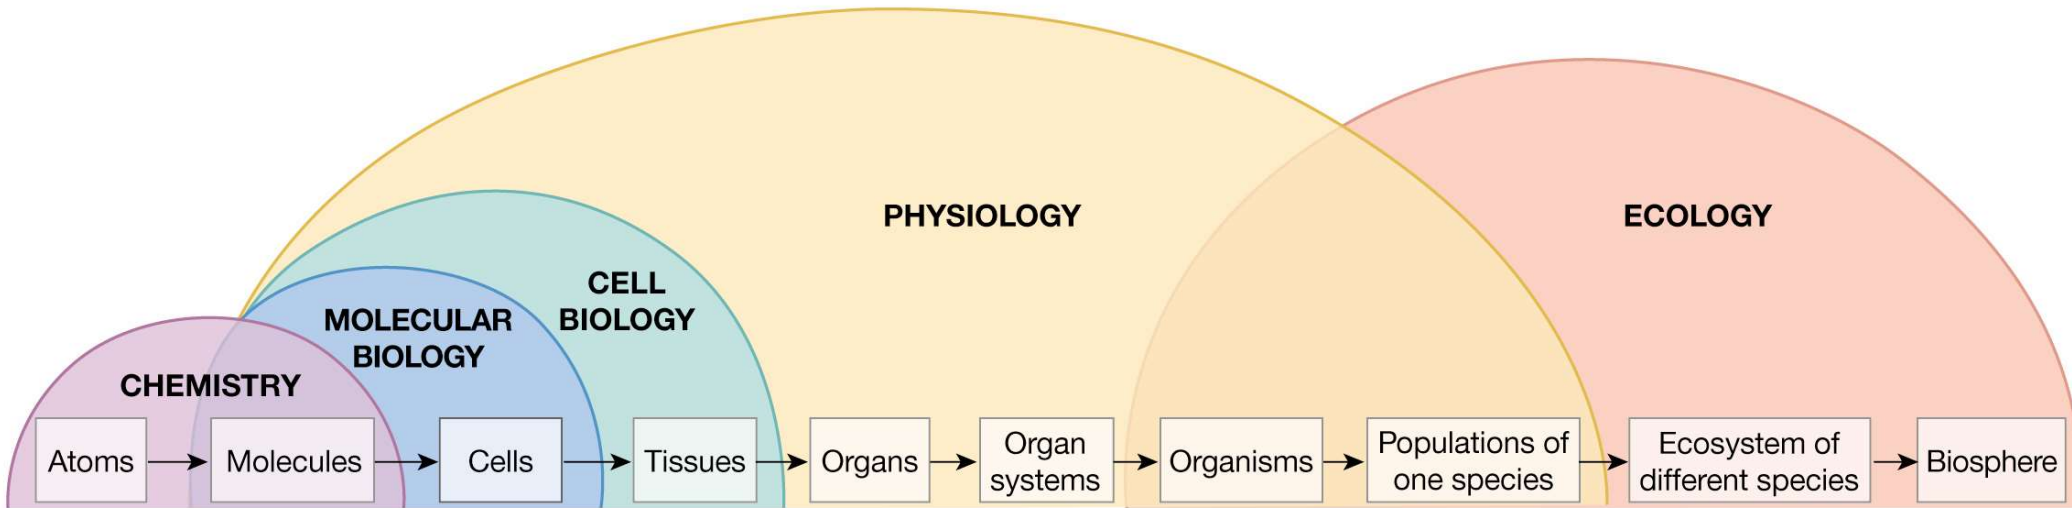 PHYSIOLOGY
ECOLOGY
CELL
BIOLOGY
MOLECULAR
BIOLOGY
CHEMISTRY
Atoms
Molecules
Cells
Tissues
Organs
Organ
systems
Organisms
Populations of
one species
Ecosystem of
different species
Biosphere